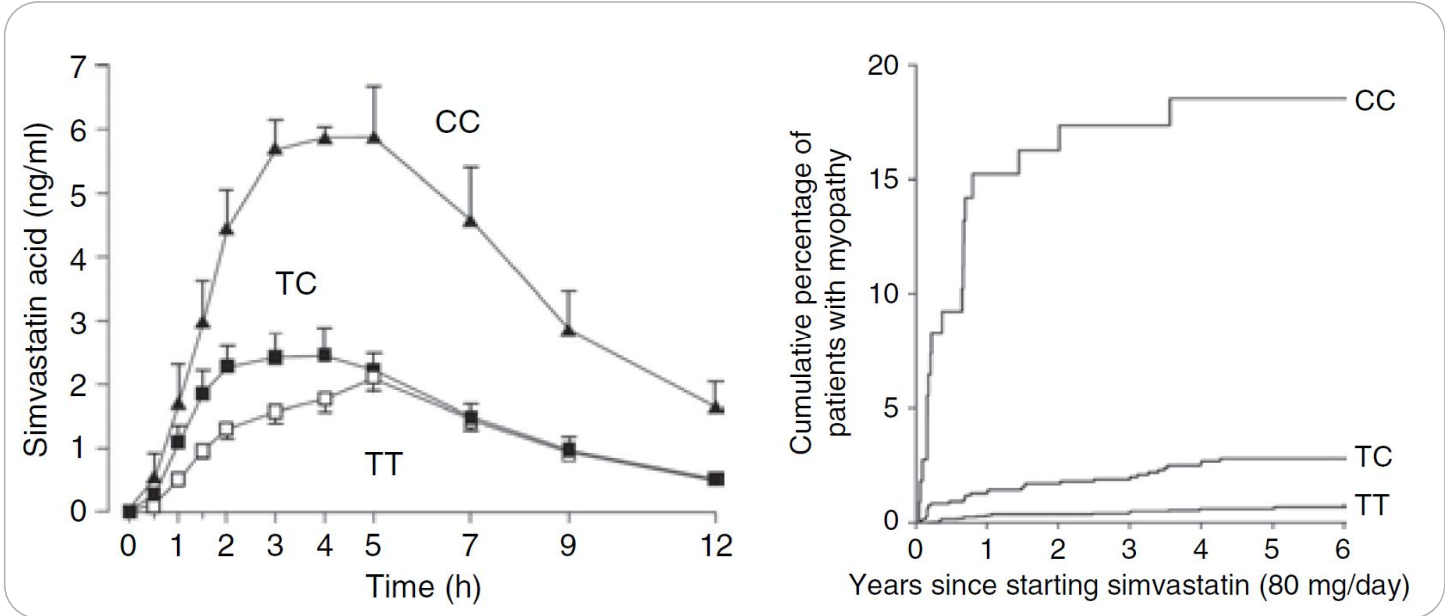 Simvastatin acid (ng/ml)
7
6
5
4
3
2
1
0
CC
TC
TT
0 1 2 3 4 5 7 9 12
Time (h)
Cumulative percentage of
patients with myopathy
20
15
10
5
0
CC
TC
TT
0 1 2 3 4 5 6
Years since starting simvastatin (80 mg/day)